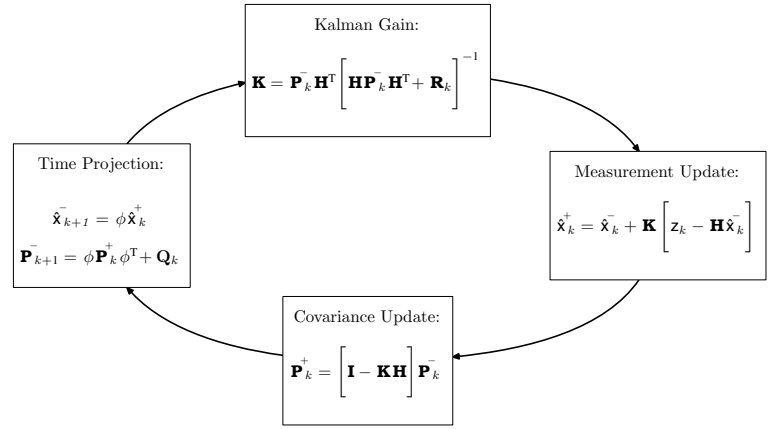 Kalman Gain:
K = P⁻ₖHᵀ[HP⁻ₖHᵀ + Rₖ]⁻¹
Measurement Update:
x̂⁺ₖ = x̂⁻ₖ + K[zₖ − Hx̂⁻ₖ]
Covariance Update:
P⁺ₖ = [I − KH]P⁻ₖ
Time Projection:
x̂⁻ₖ₊₁ = ϕx̂⁺ₖ
P⁻ₖ₊₁ = ϕP⁺ₖϕᵀ + Qₖ